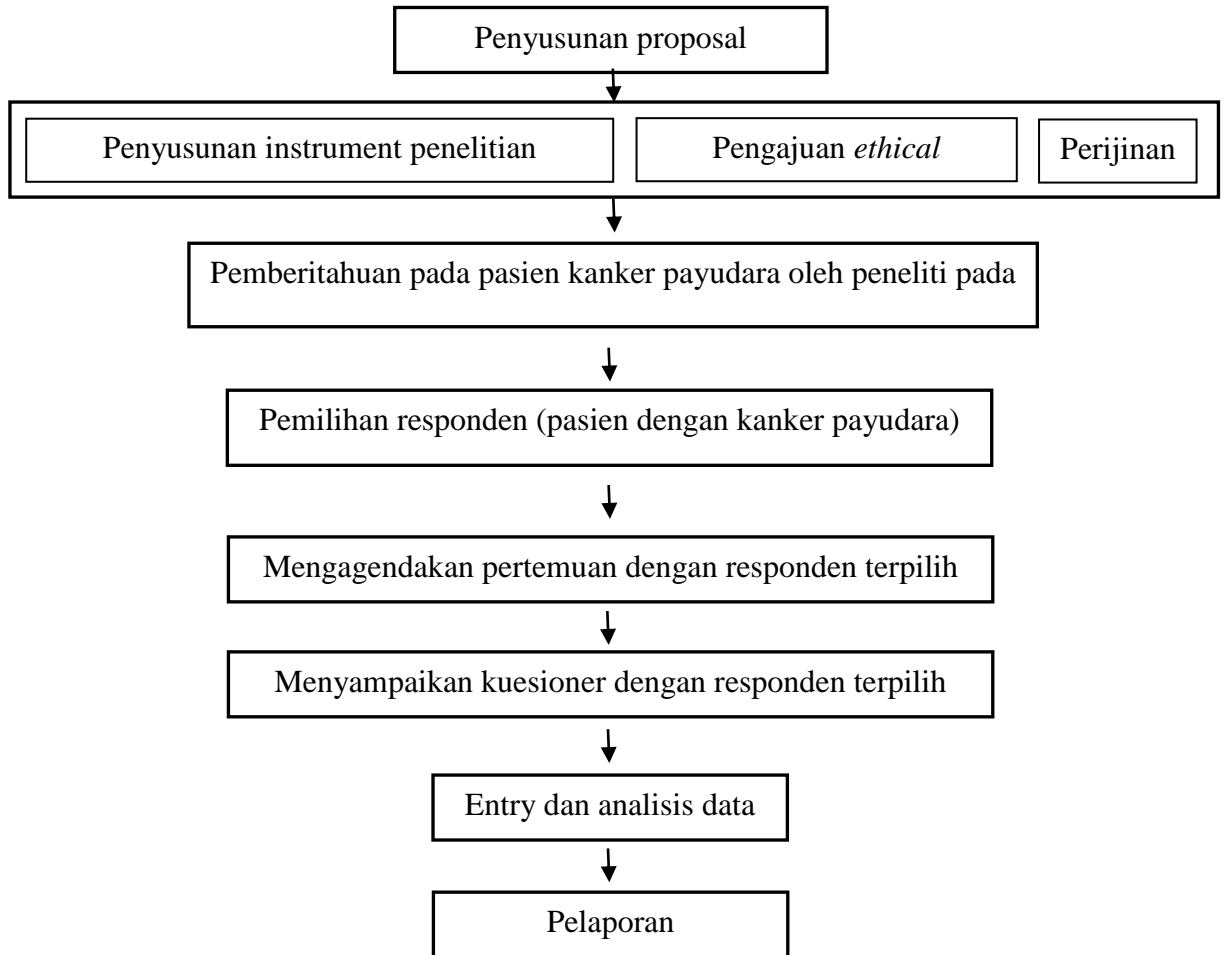 Penyusunan proposal
Penyusunan instrument penelitian
Pengajuan ethical
Perijinan
Pemberitahuan pada pasien kanker payudara oleh peneliti pada
Pemilihan responden (pasien dengan kanker payudara)
Mengagendakan pertemuan dengan responden terpilih
Menyampaikan kuesioner dengan responden terpilih
Entry dan analisis data
Pelaporan